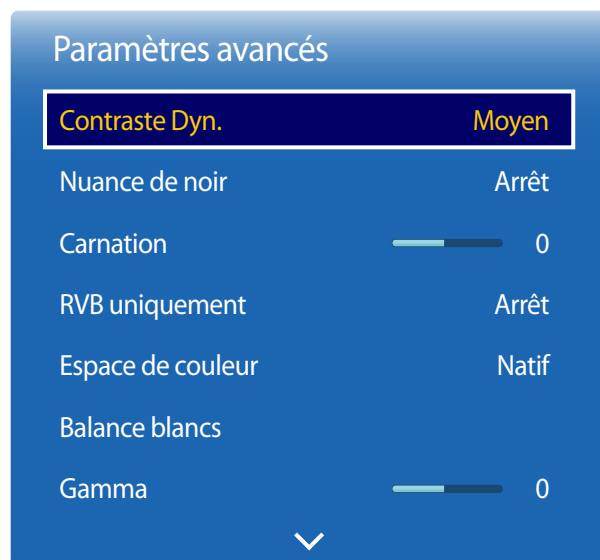 Paramètres avancés
Contraste Dyn. Moyen
Nuance de noir Arrêt
Carnation 0
RVB uniquement Arrêt
Espace de couleur Natif
Balance blancs
Gamma 0